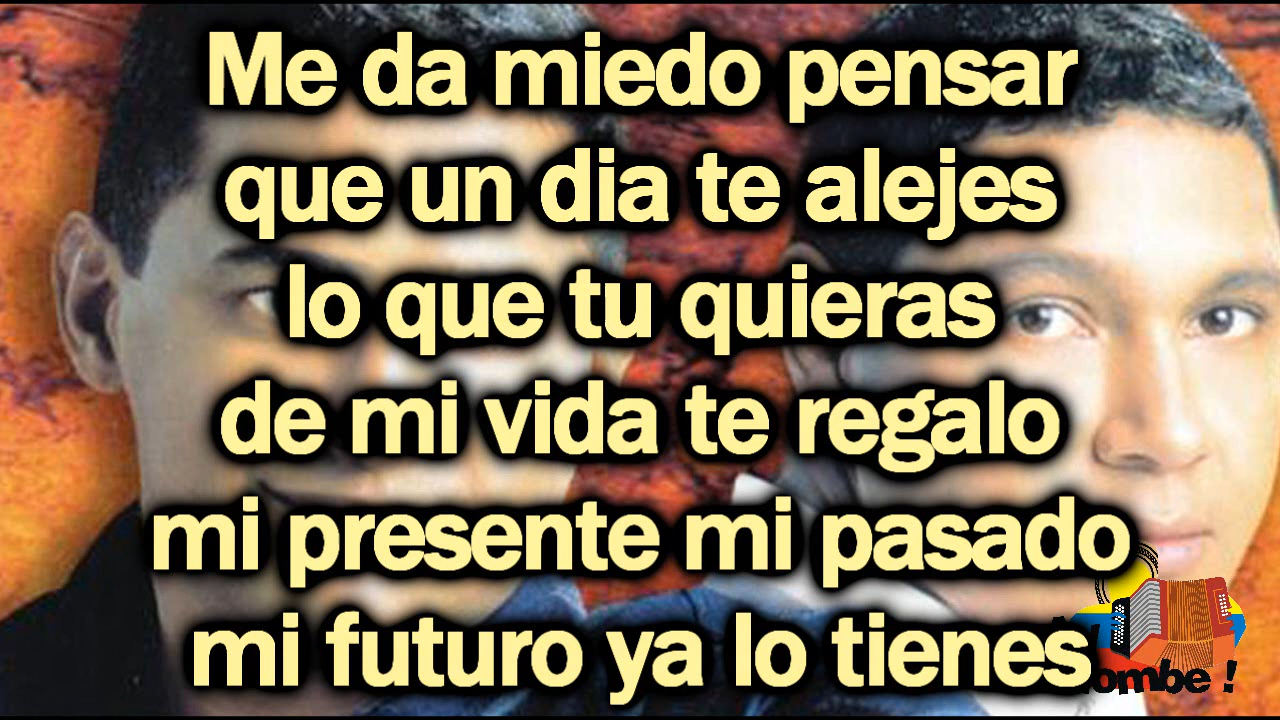 Me da miedo pensar
que un dia te alejes
lo que tu quieras
de mi vida te regalo
mi presente mi pasado
mi futuro ya lo tienes
ombe !